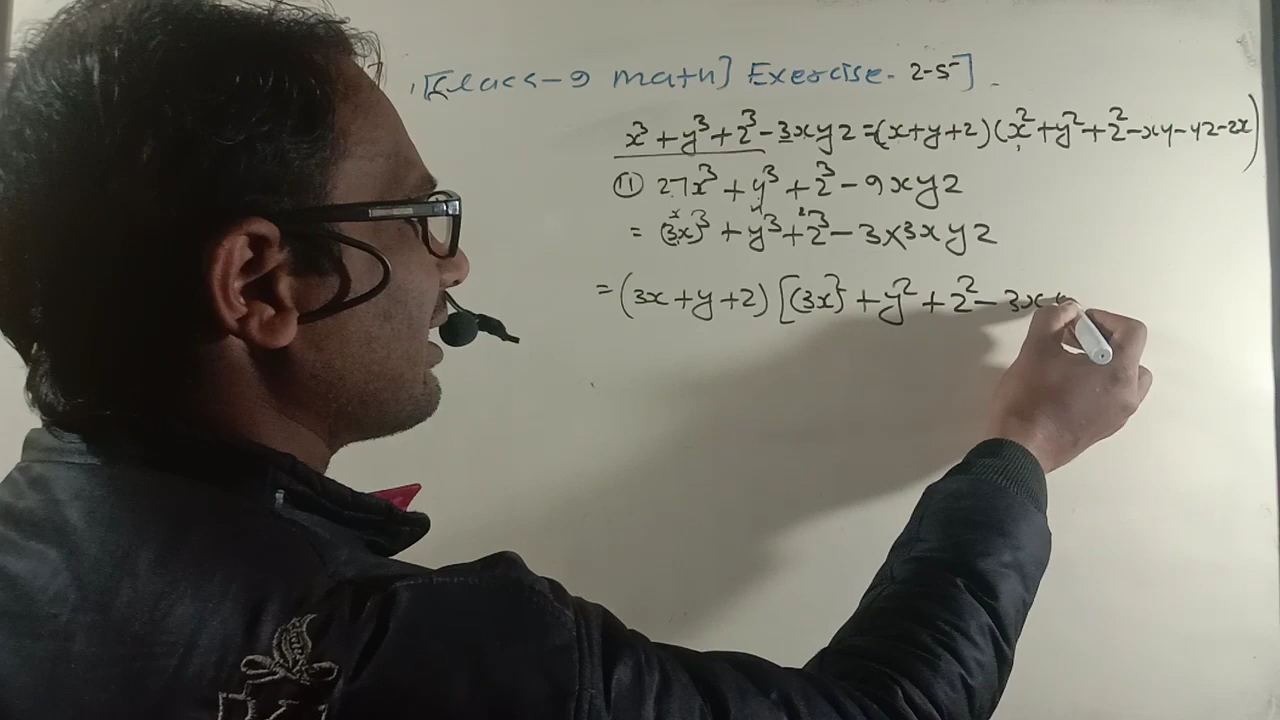 [Class-9 math] Exercise. 2-5].
x³+y³+z³-3xyz=(x+y+z)(x²+y²+z²-xy-yz-zx)
⑪ 27x³+y³+z³-9xyz
= (3x)³+y³+z³-3×3xyz
=(3x+y+z)[(3x)²+y²+z²-3xy